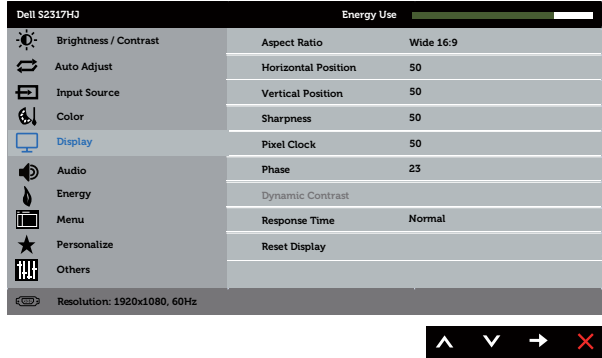 Dell S2317HJ Energy Use
Brightness / Contrast Aspect Ratio Wide 16:9
Auto Adjust Horizontal Position 50
Input Source Vertical Position 50
Color Sharpness 50
Display Pixel Clock 50
Audio Phase 23
Energy Dynamic Contrast
Menu Response Time Normal
Personalize Reset Display
Others
Resolution: 1920x1080, 60Hz